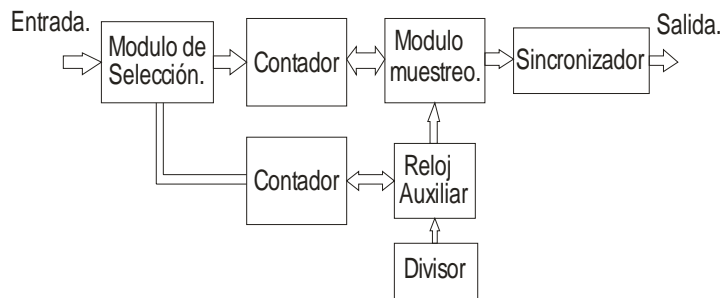 Entrada.
Modulo de
Selección.
Contador
Modulo
muestreo.
Sincronizador
Salida.
Contador
Reloj
Auxiliar
Divisor